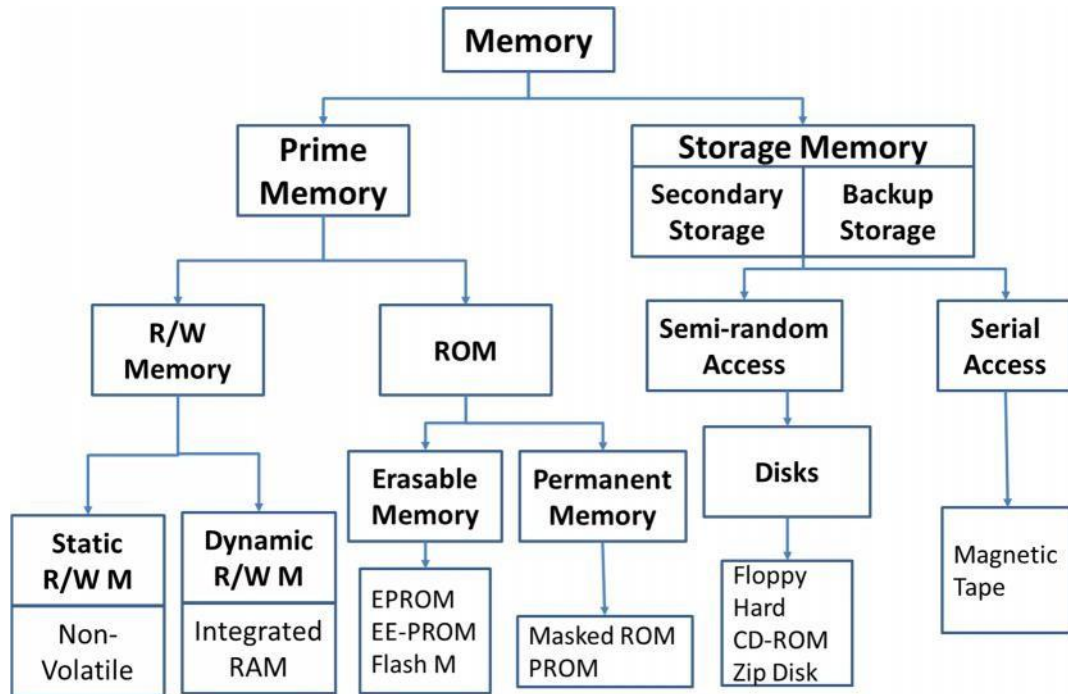 Memory
Prime
Memory
Storage Memory
Secondary
Storage
Backup
Storage
R/W
Memory
ROM
Semi-random
Access
Serial
Access
Erasable
Memory
Permanent
Memory
Disks
Static
R/W M
Non-
Volatile
Dynamic
R/W M
Integrated
RAM
EPROM
EE-PROM
Flash M
Masked ROM
PROM
Floppy
Hard
CD-ROM
Zip Disk
Magnetic
Tape